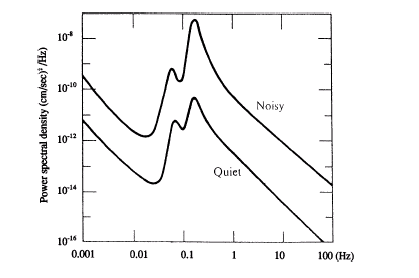 Power spectral density (cm/sec)²/Hz
10⁻⁸
10⁻¹⁰
10⁻¹²
10⁻¹⁴
10⁻¹⁶
Noisy
Quiet
0.001 0.01 0.1 1 10 100 (Hz)